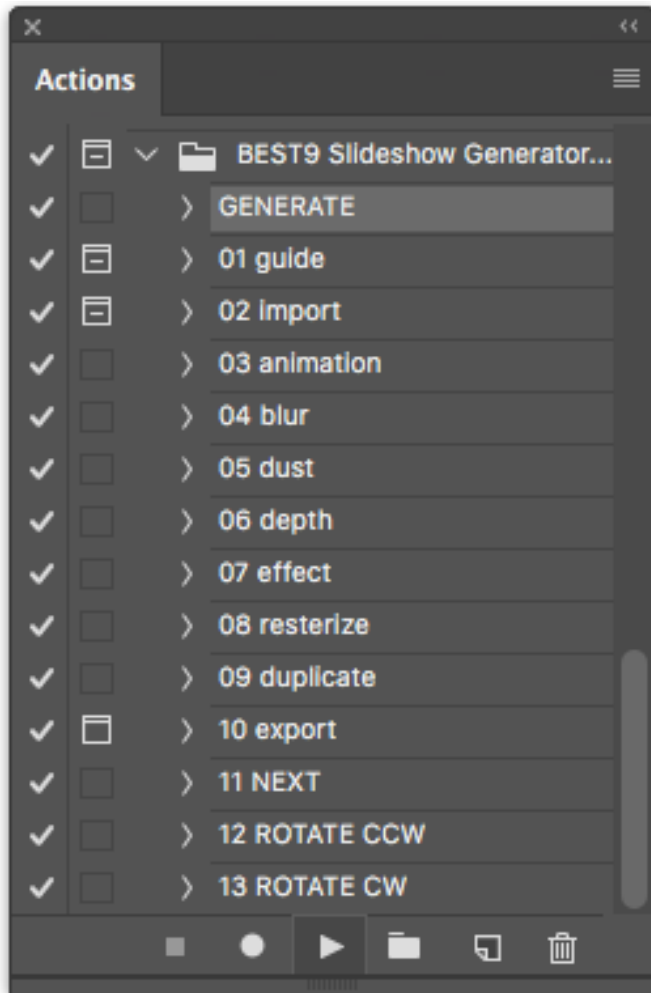 Actions
BEST9 Slideshow Generator...
GENERATE
01 guide
02 import
03 animation
04 blur
05 dust
06 depth
07 effect
08 resterize
09 duplicate
10 export
11 NEXT
12 ROTATE CCW
13 ROTATE CW